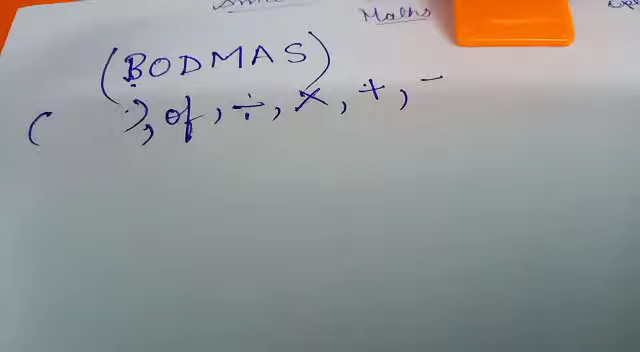 Maths
(BODMAS)
( ), of, ÷, ×, +, -